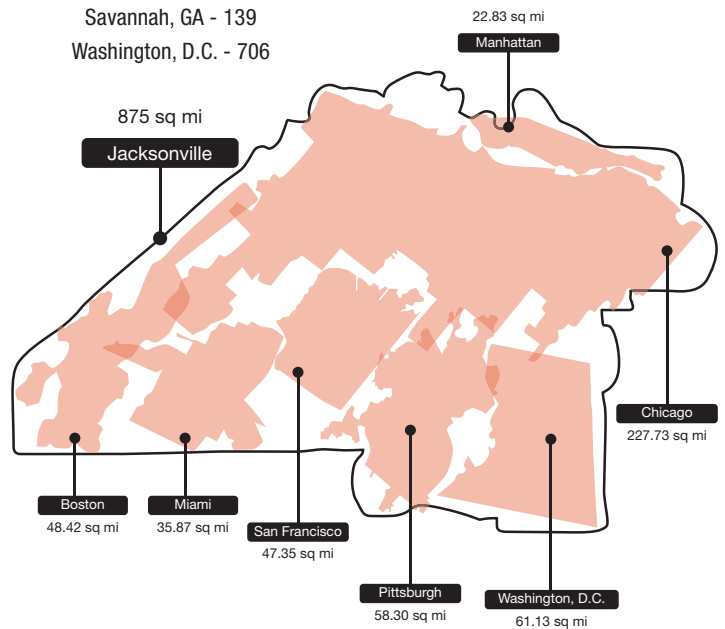 Savannah, GA - 139
Washington, D.C. - 706
22.83 sq mi
Manhattan
875 sq mi
Jacksonville
Chicago
227.73 sq mi
Boston
48.42 sq mi
Miami
35.87 sq mi
San Francisco
47.35 sq mi
Pittsburgh
58.30 sq mi
Washington, D.C.
61.13 sq mi